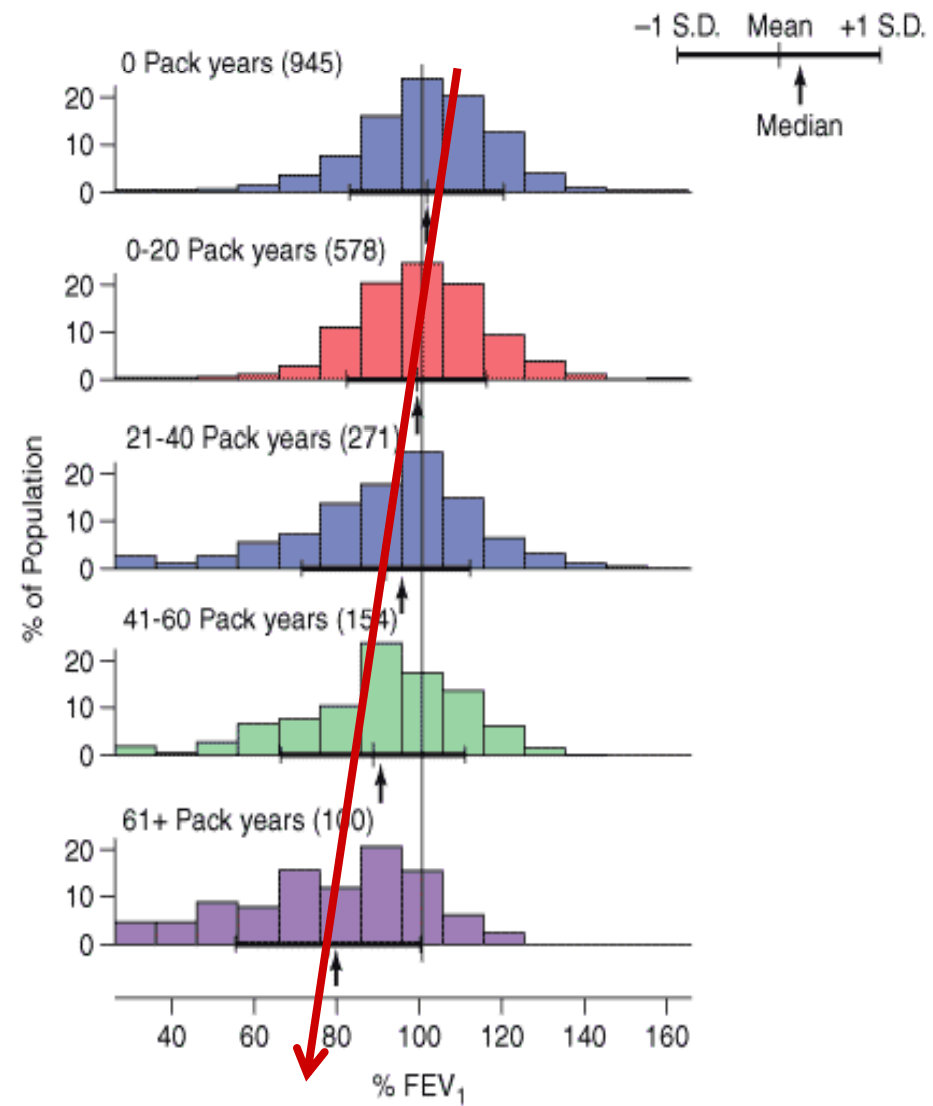 –1 S.D. Mean +1 S.D.
Median
0 Pack years (945)
20
10
0
0-20 Pack years (578)
20
10
0
21-40 Pack years (271)
20
10
0
41-60 Pack years (154)
20
10
0
61+ Pack years (100)
20
10
0
% of Population
40 60 80 100 120 140 160
% FEV1